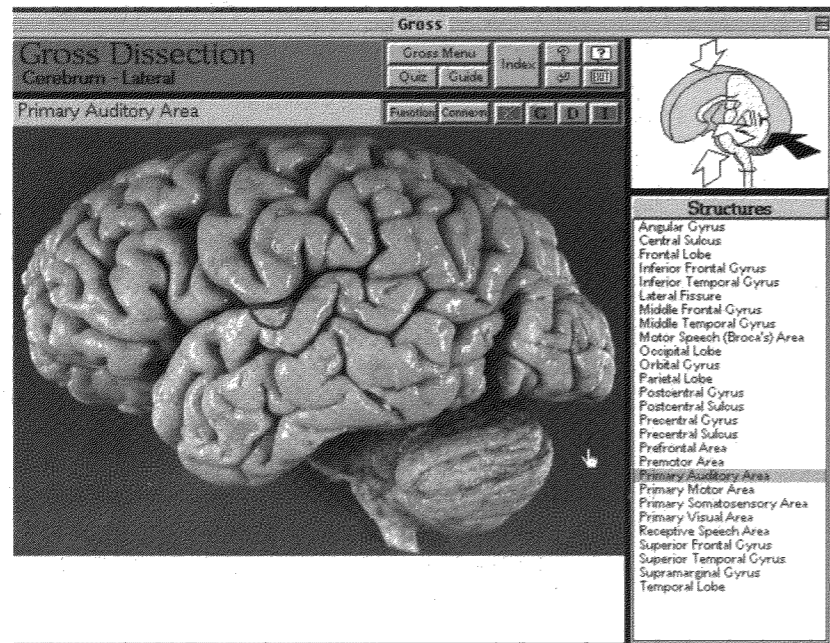 Gross
Gross Dissection
Cerebrum - Lateral
Gross Menu
Quiz
Guide
Index
?
?
EXIT
Primary Auditory Area
Function
Connexn
G
D
I
Structures
Angular Gyrus
Central Sulcus
Frontal Lobe
Inferior Frontal Gyrus
Inferior Temporal Gyrus
Lateral Fissure
Middle Frontal Gyrus
Middle Temporal Gyrus
Motor Speech (Broca's) Area
Occipital Lobe
Orbital Gyrus
Parietal Lobe
Postcentral Gyrus
Postcentral Sulcus
Precentral Gyrus
Precentral Sulcus
Prefrontal Area
Premotor Area
Primary Auditory Area
Primary Motor Area
Primary Somatosensory Area
Primary Visual Area
Receptive Speech Area
Superior Frontal Gyrus
Superior Temporal Gyrus
Supramarginal Gyrus
Temporal Lobe